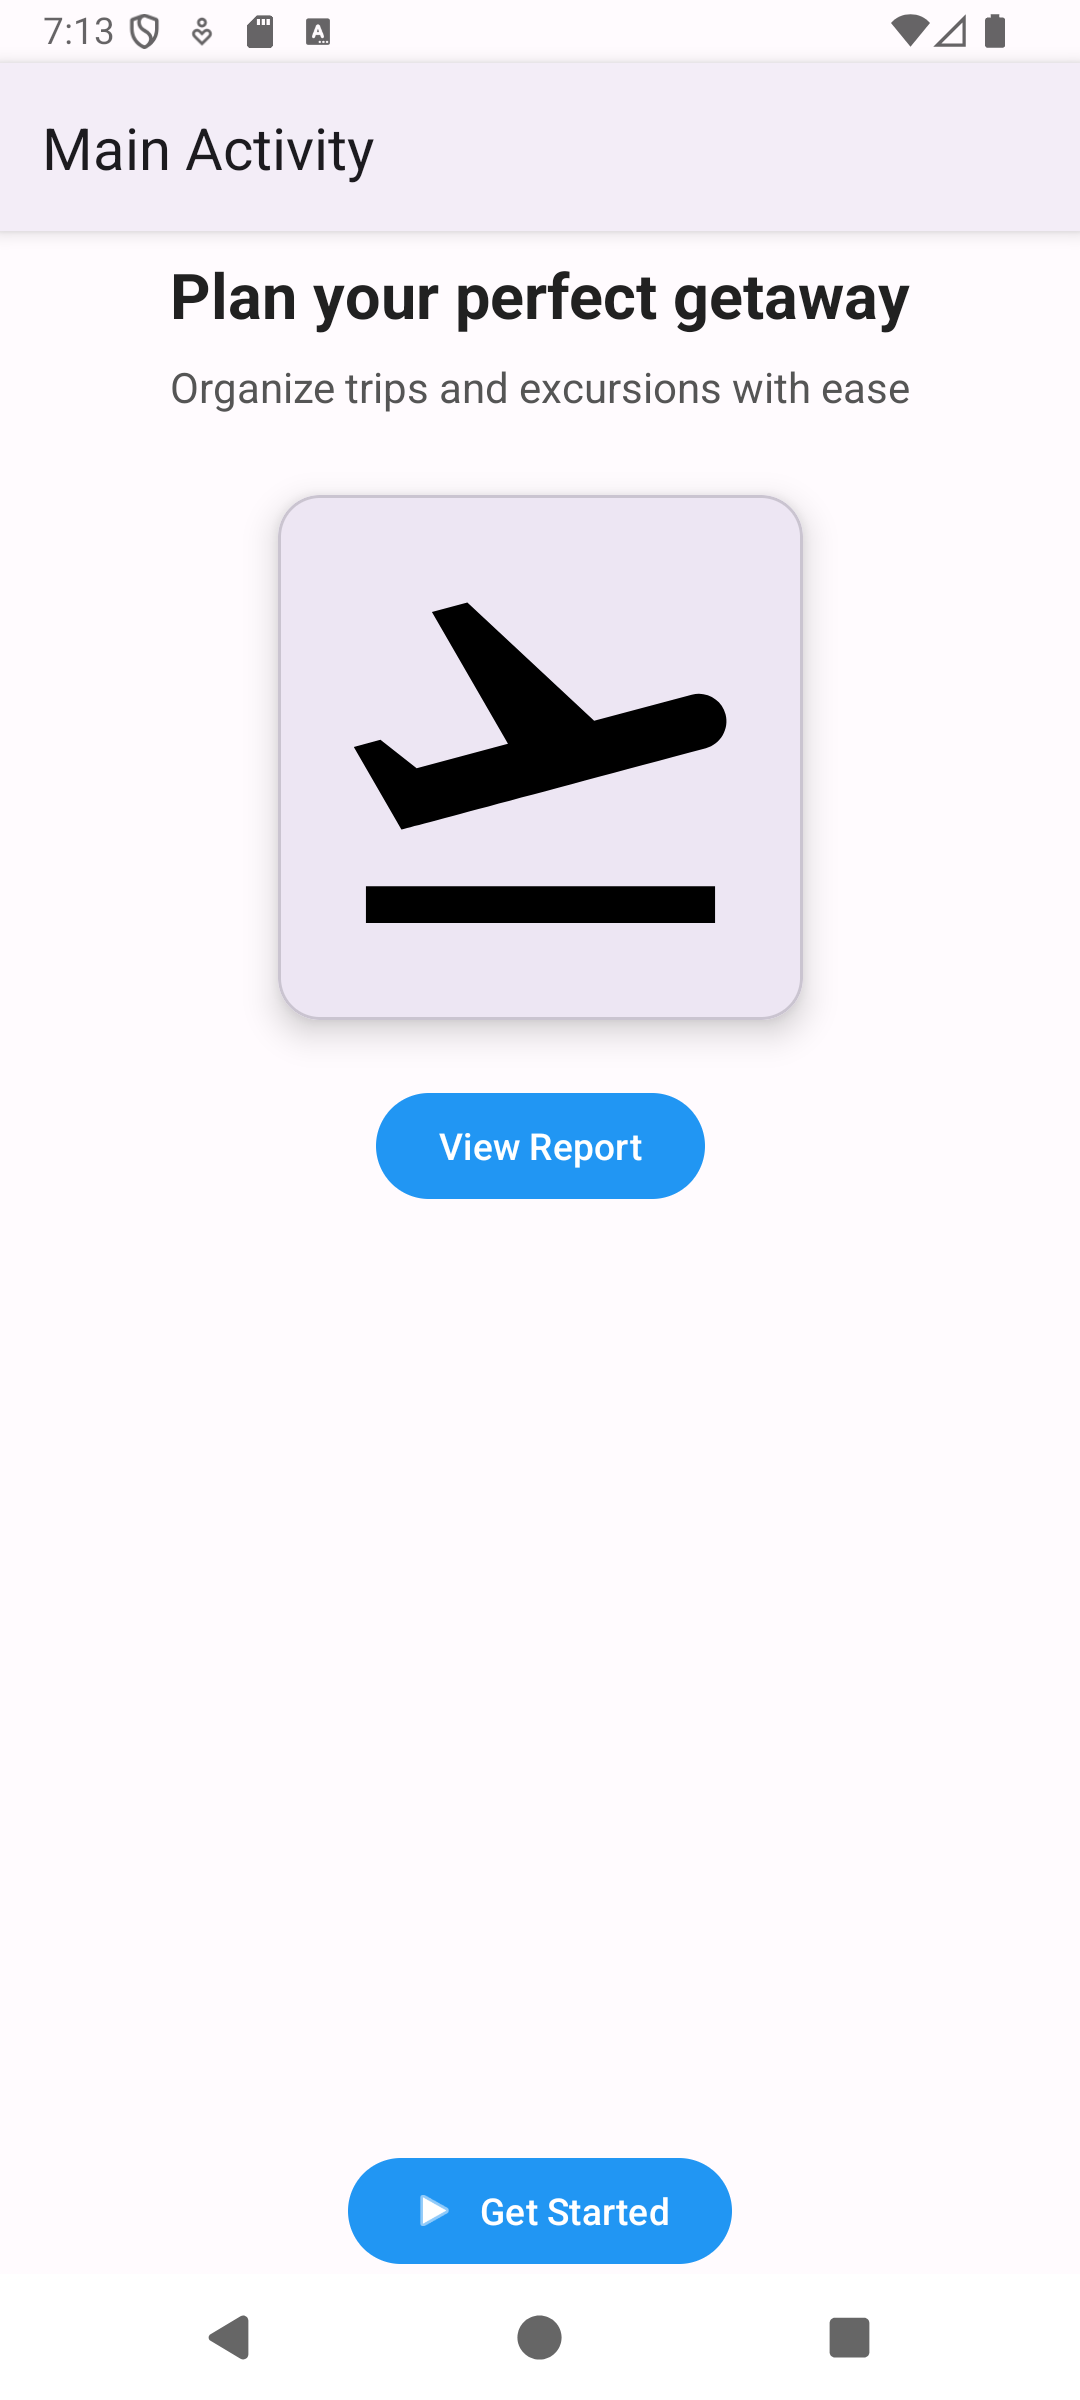 7:13
Main Activity
Plan your perfect getaway
Organize trips and excursions with ease
View Report
Get Started